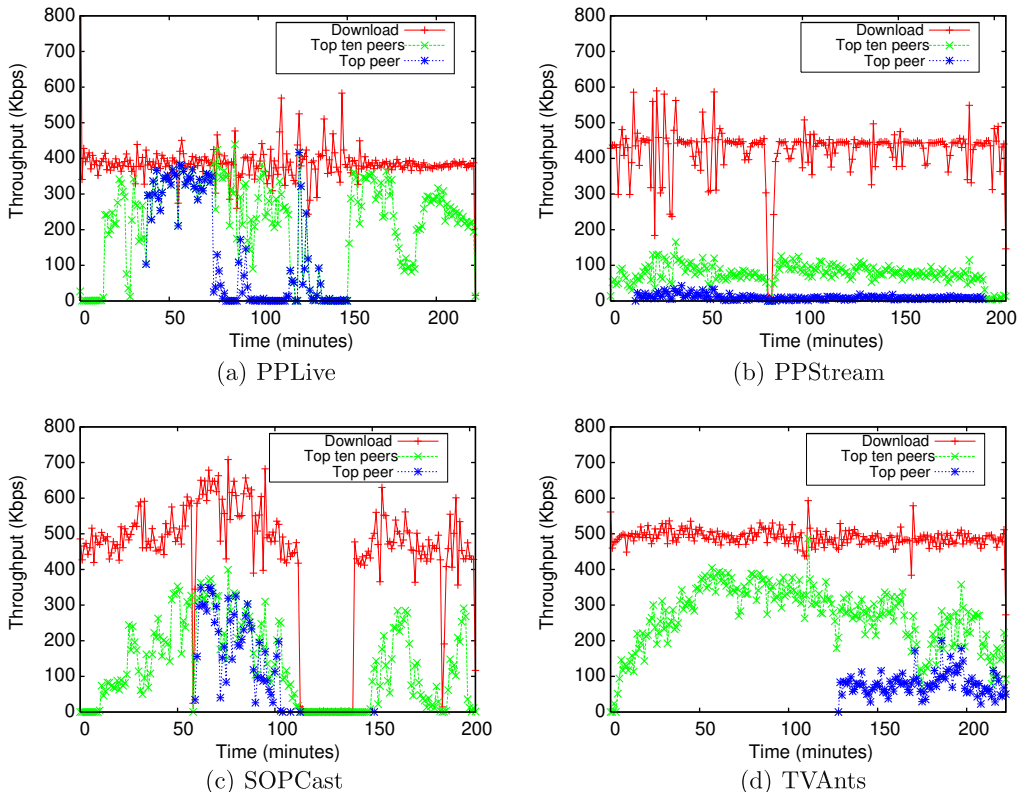 800
700
600
500
400
300
200
100
0
Throughput (Kbps)
Download
Top ten peers
Top peer
0 50 100 150 200
Time (minutes)
(a) PPLive
800
700
600
500
400
300
200
100
0
Throughput (Kbps)
Download
Top ten peers
Top peer
0 50 100 150 200
Time (minutes)
(b) PPStream
800
700
600
500
400
300
200
100
0
Throughput (Kbps)
Download
Top ten peers
Top peer
0 50 100 150 200
Time (minutes)
(c) SOPCast
800
700
600
500
400
300
200
100
0
Throughput (Kbps)
Download
Top ten peers
Top peer
0 50 100 150 200
Time (minutes)
(d) TVAnts